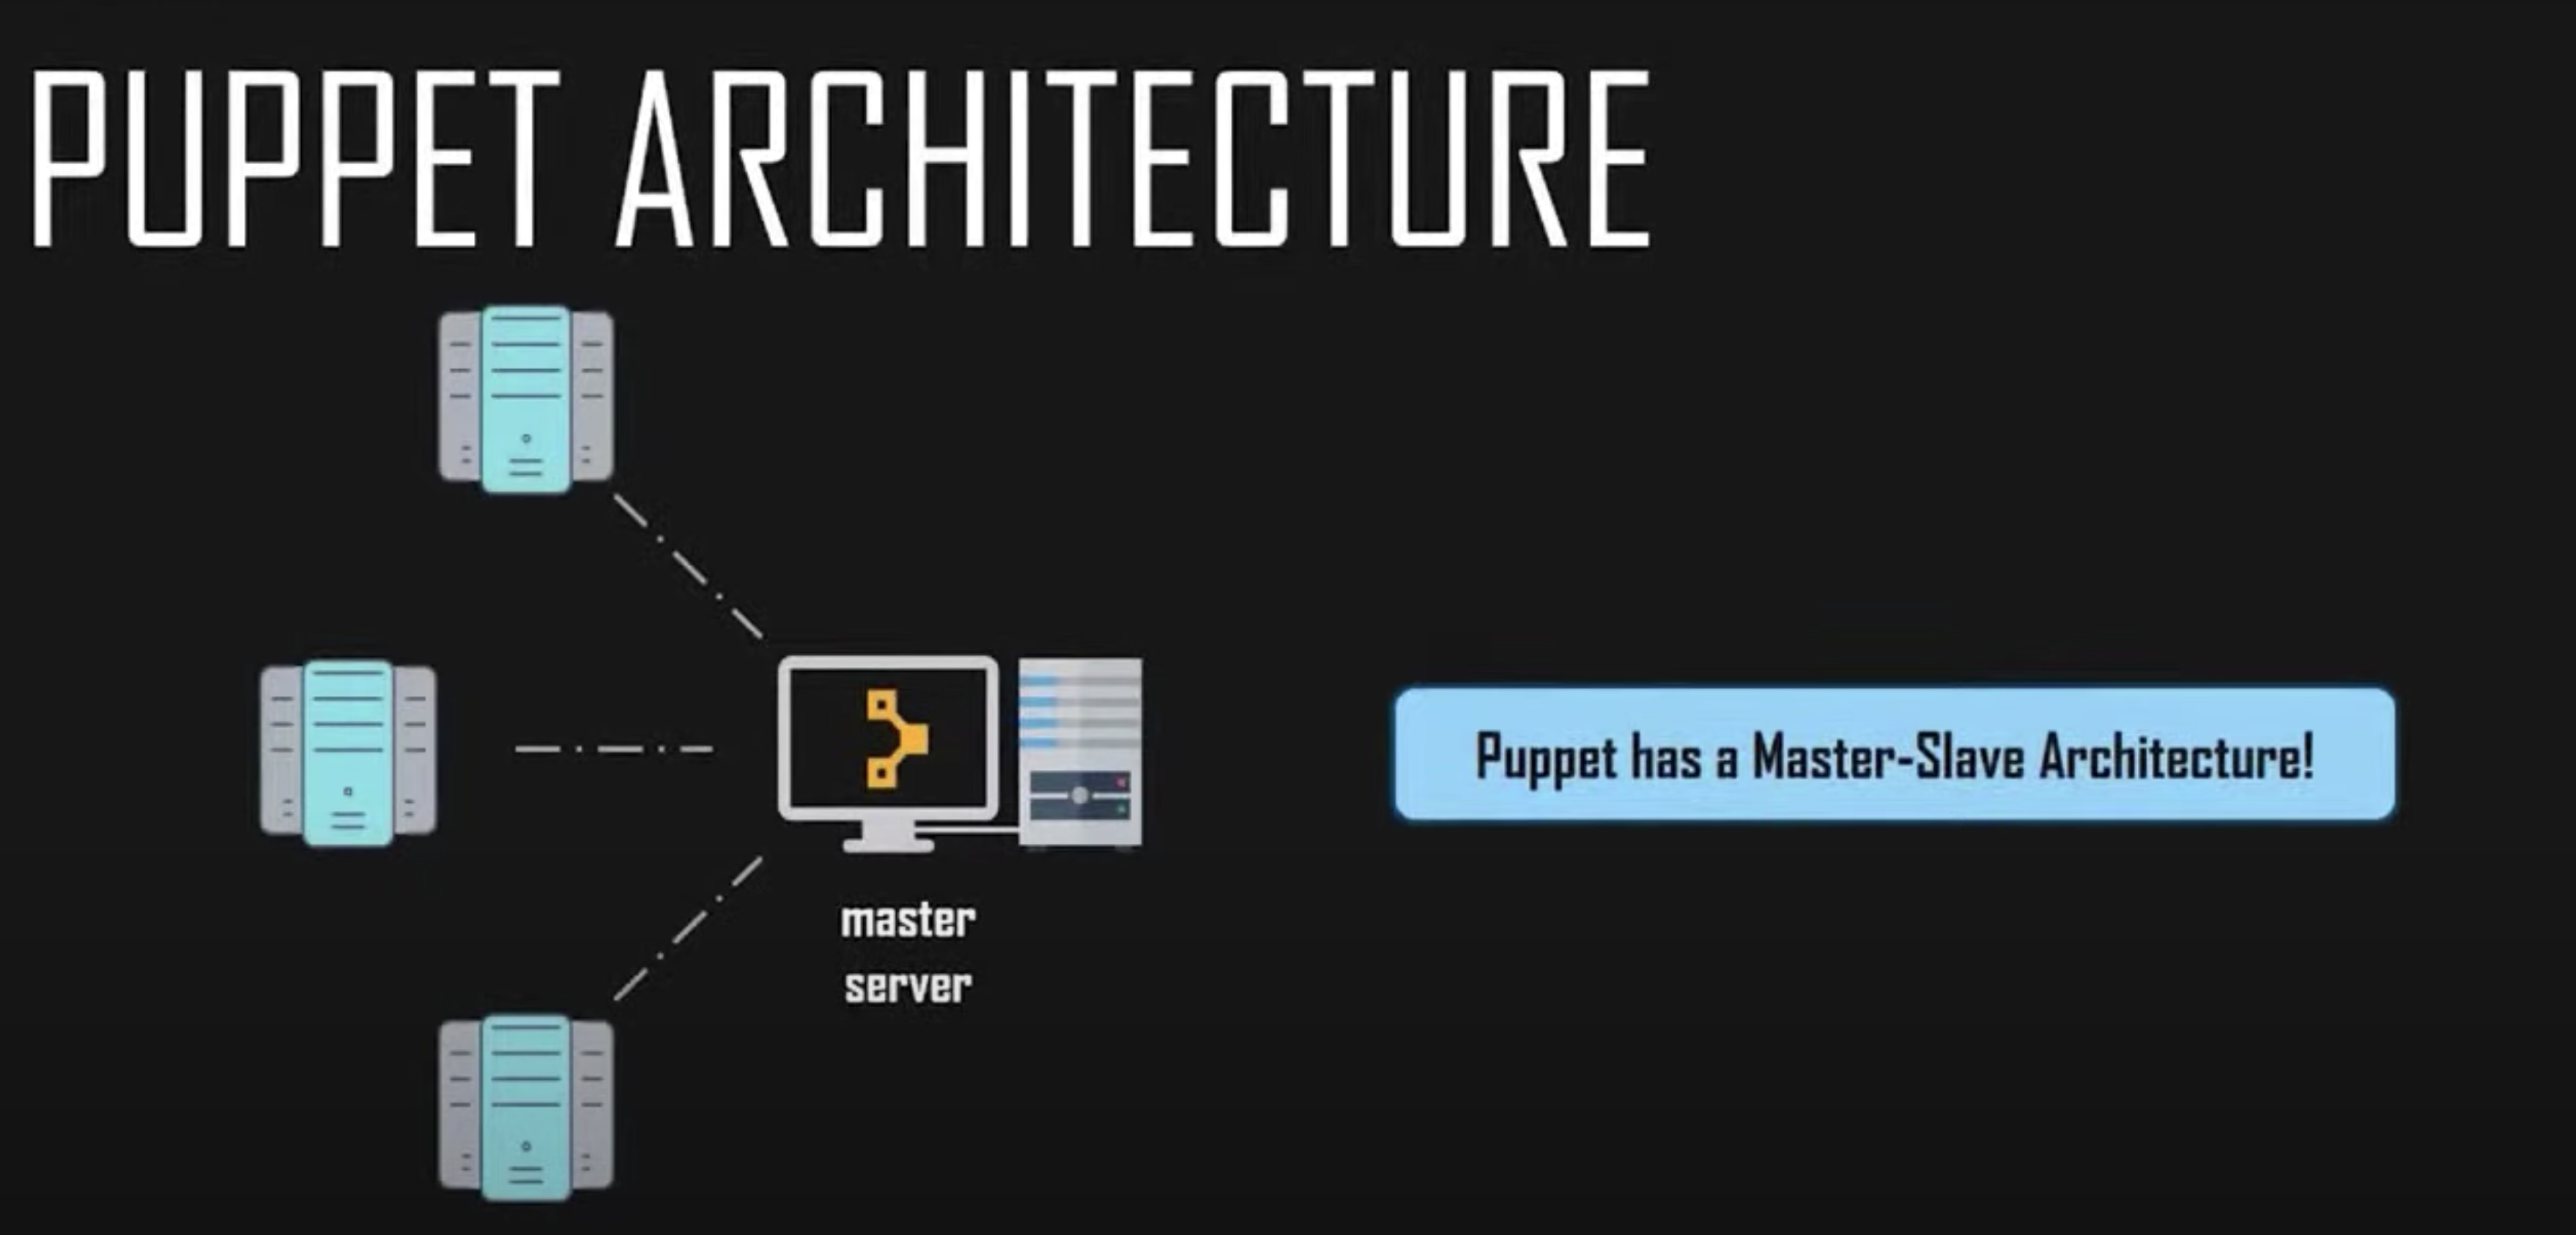 PUPPET ARCHITECTURE
Puppet has a Master-Slave Architecture!
master
server